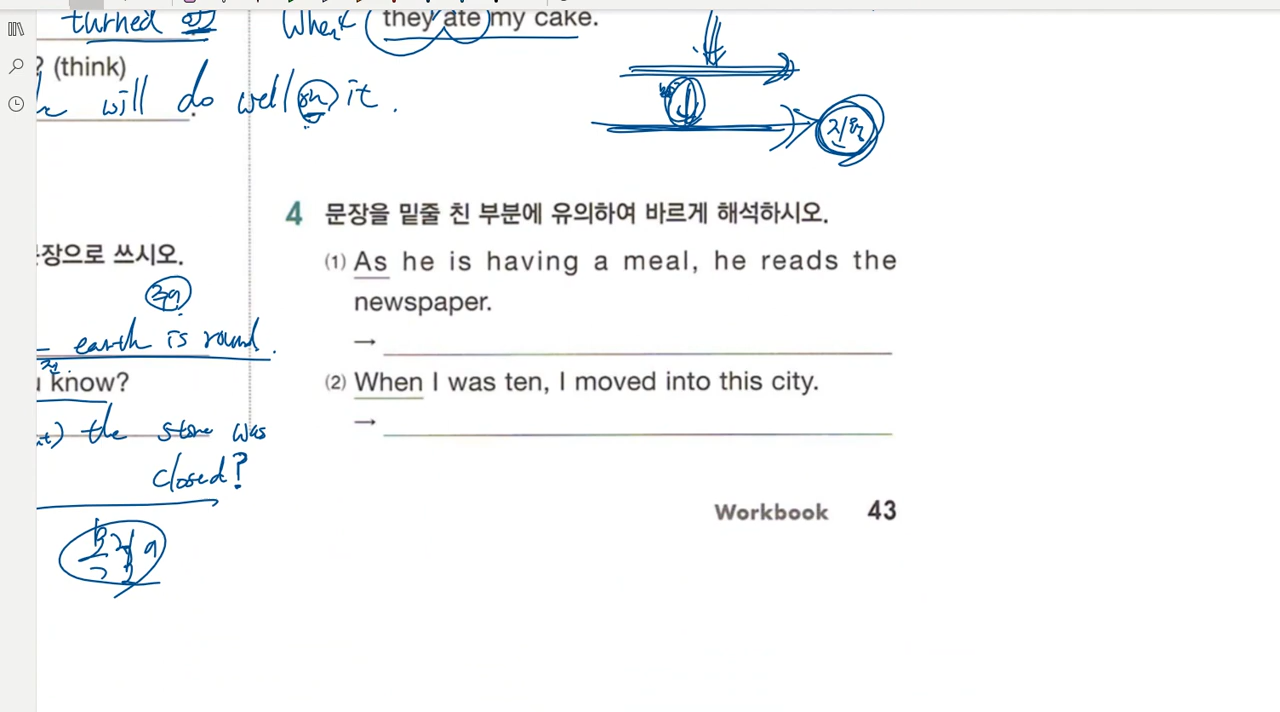 turned
? (think)
will do well on it.
주어
earth is round.
know?
the store was
closed?
When they ate my cake.
4 문장을 밑줄 친 부분에 유의하여 바르게 해석하시오.
(1) As he is having a meal, he reads the
newspaper.
→
(2) When I was ten, I moved into this city.
→
Workbook 43
장으로 쓰시오.